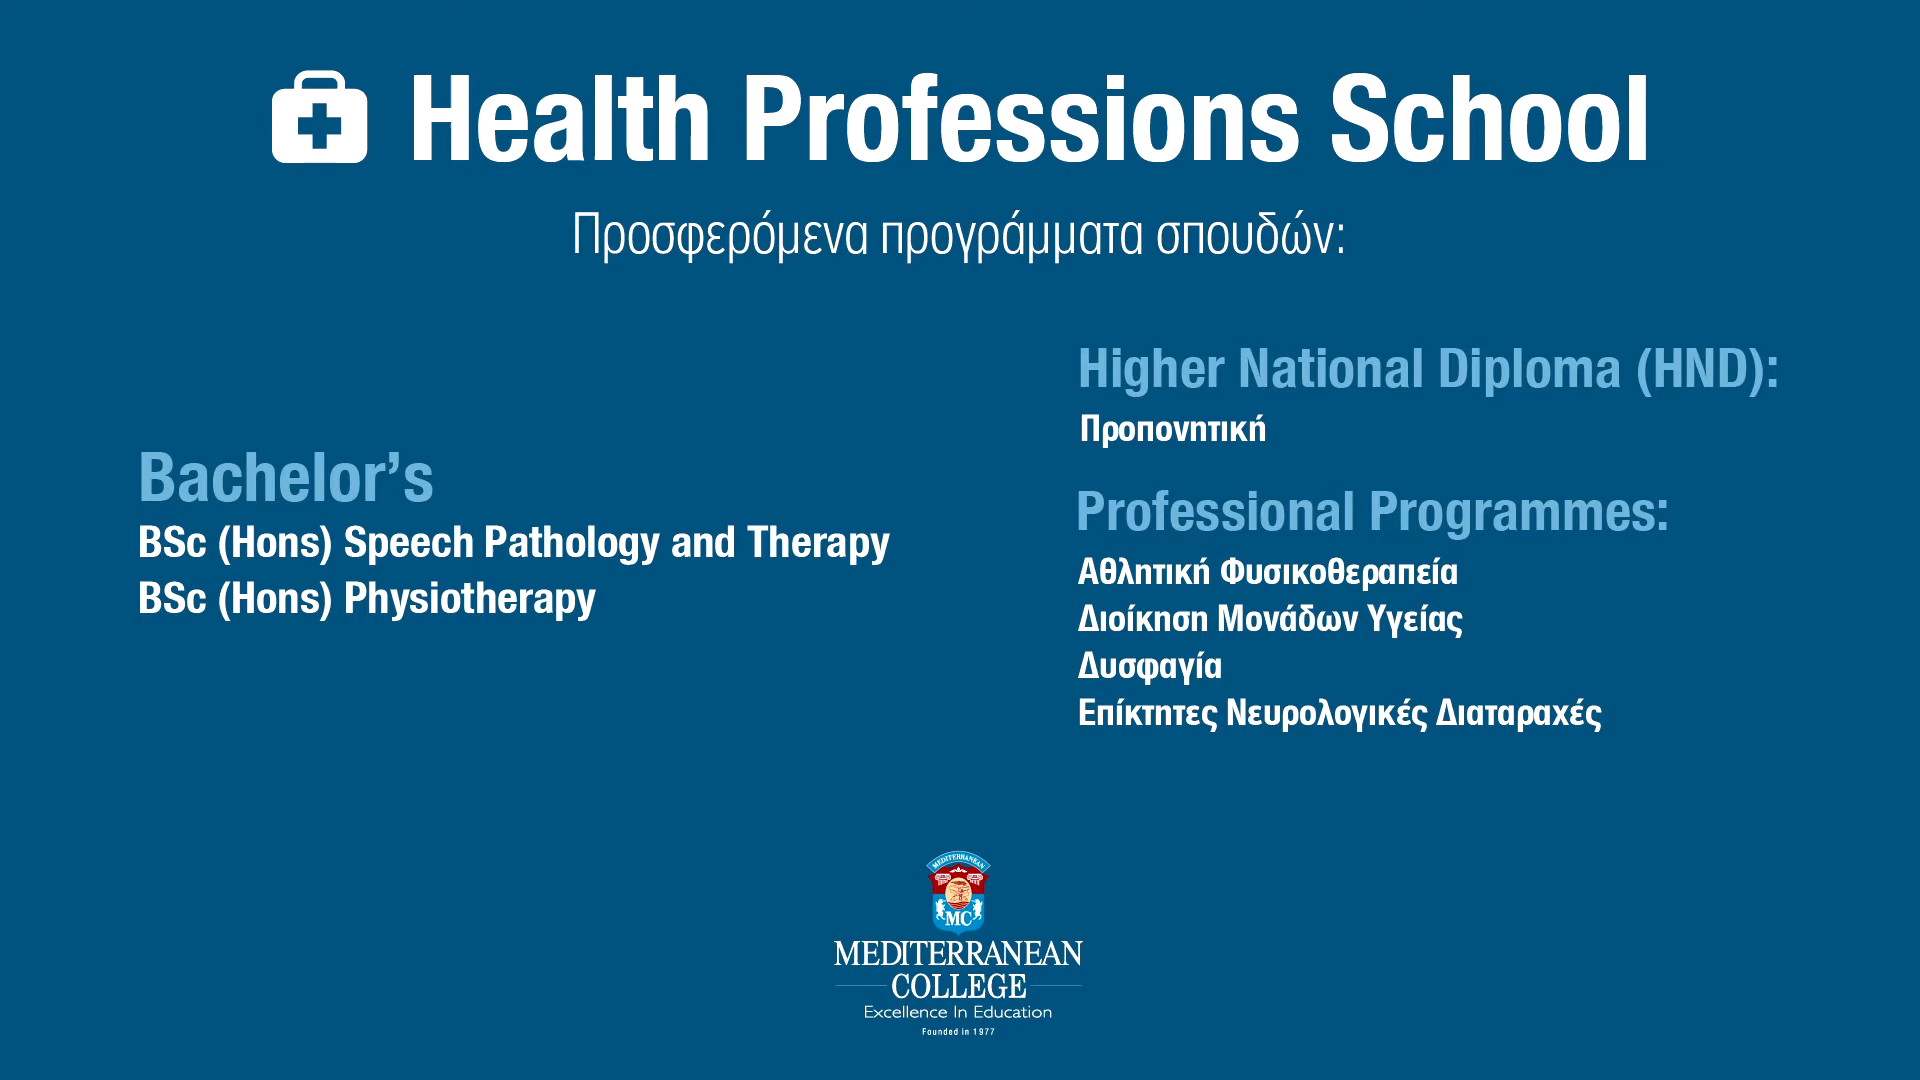 Health Professions School
Προσφερόμενα προγράμματα σπουδών:
Bachelor’s
BSc (Hons) Speech Pathology and Therapy
BSc (Hons) Physiotherapy
Higher National Diploma (HND):
Προπονητική
Professional Programmes:
Αθλητική Φυσικοθεραπεία
Διοίκηση Μονάδων Υγείας
Δυσφαγία
Επίκτητες Νευρολογικές Διαταραχές
MEDITERRANEAN
MC
MEDITERRANEAN
COLLEGE
Excellence In Education
Founded in 1977